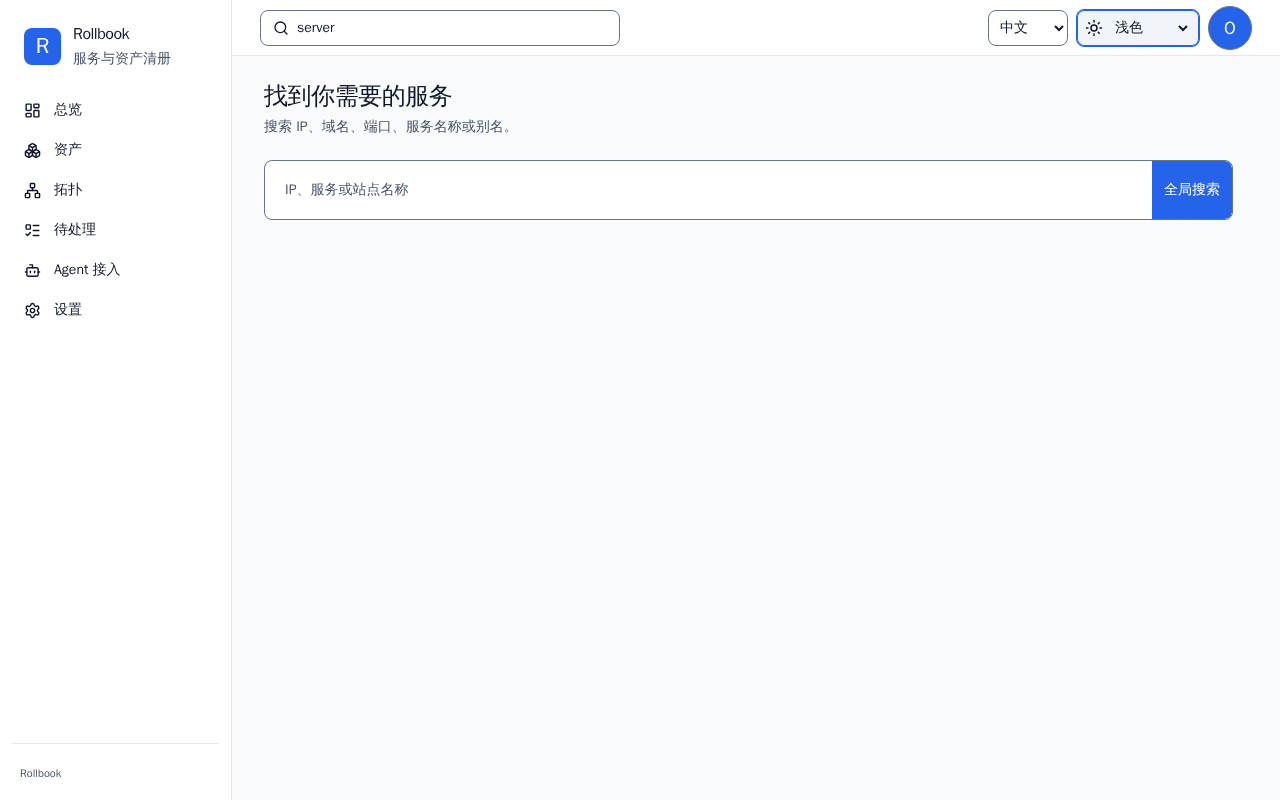 R
Rollbook
服务与资产清册
总览
资产
拓扑
待处理
Agent 接入
设置
Rollbook
server
中文
浅色
O
找到你需要的服务
搜索 IP、域名、端口、服务名称或别名。
IP、服务或站点名称
全局搜索